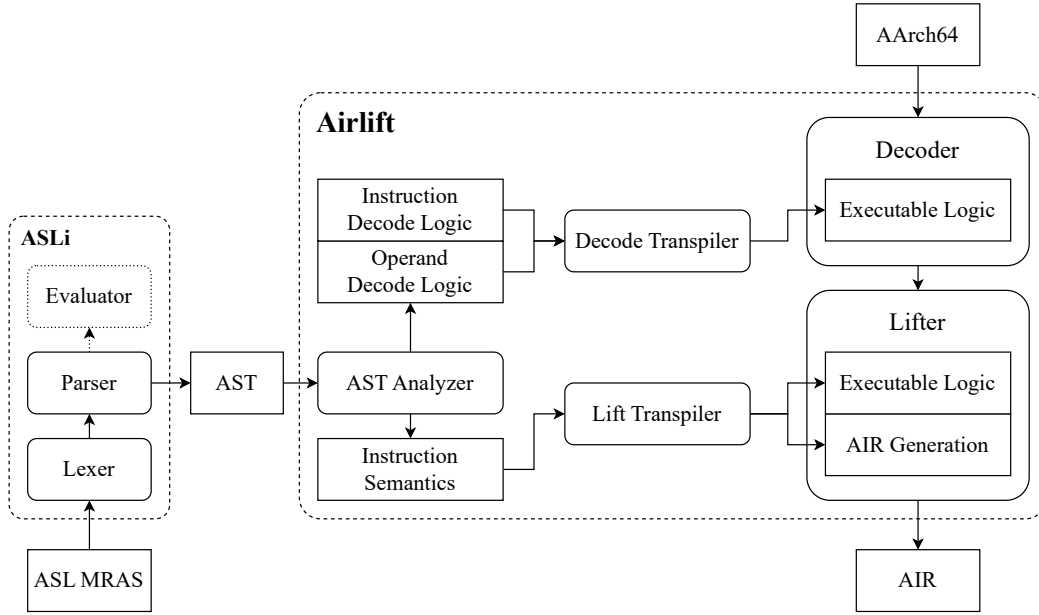 AArch64
Airlift
Decoder
Instruction
Decode Logic
Executable Logic
ASLi
Operand
Decode Logic
Decode Transpiler
Evaluator
Lifter
Parser
AST
AST Analyzer
Lift Transpiler
Executable Logic
AIR Generation
Lexer
Instruction
Semantics
ASL MRAS
AIR